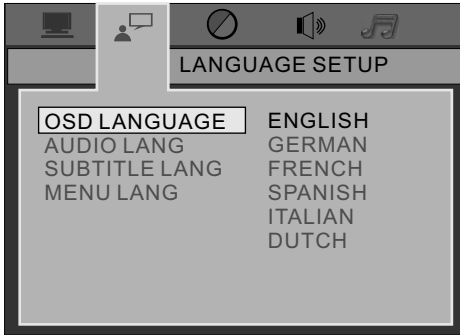 LANGUAGE SETUP
OSD LANGUAGE ENGLISH
AUDIO LANG GERMAN
SUBTITLE LANG FRENCH
MENU LANG SPANISH
ITALIAN
DUTCH